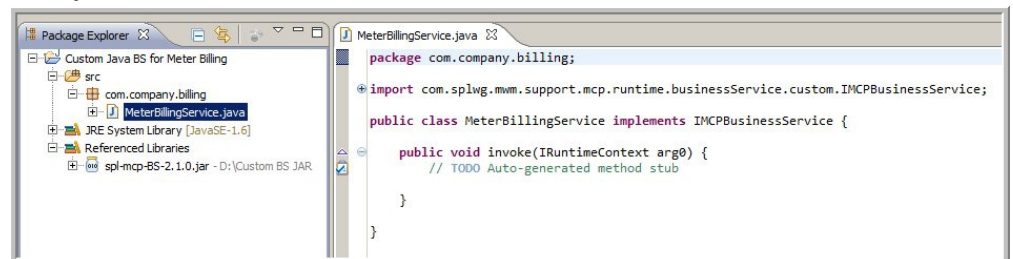 Package Explorer
Custom Java BS for Meter Billing
src
com.company.billing
MeterBillingService.java
JRE System Library [JavaSE-1.6]
Referenced Libraries
spl-mcp-BS-2.1.0.jar - D:\Custom BS JAR
MeterBillingService.java
package com.company.billing;
import com.splwg.mwm.support.mcp.runtime.businessService.custom.IMCPBusinessService;
public class MeterBillingService implements IMCPBusinessService {
public void invoke(IRuntimeContext arg0) {
// TODO Auto-generated method stub
}
}